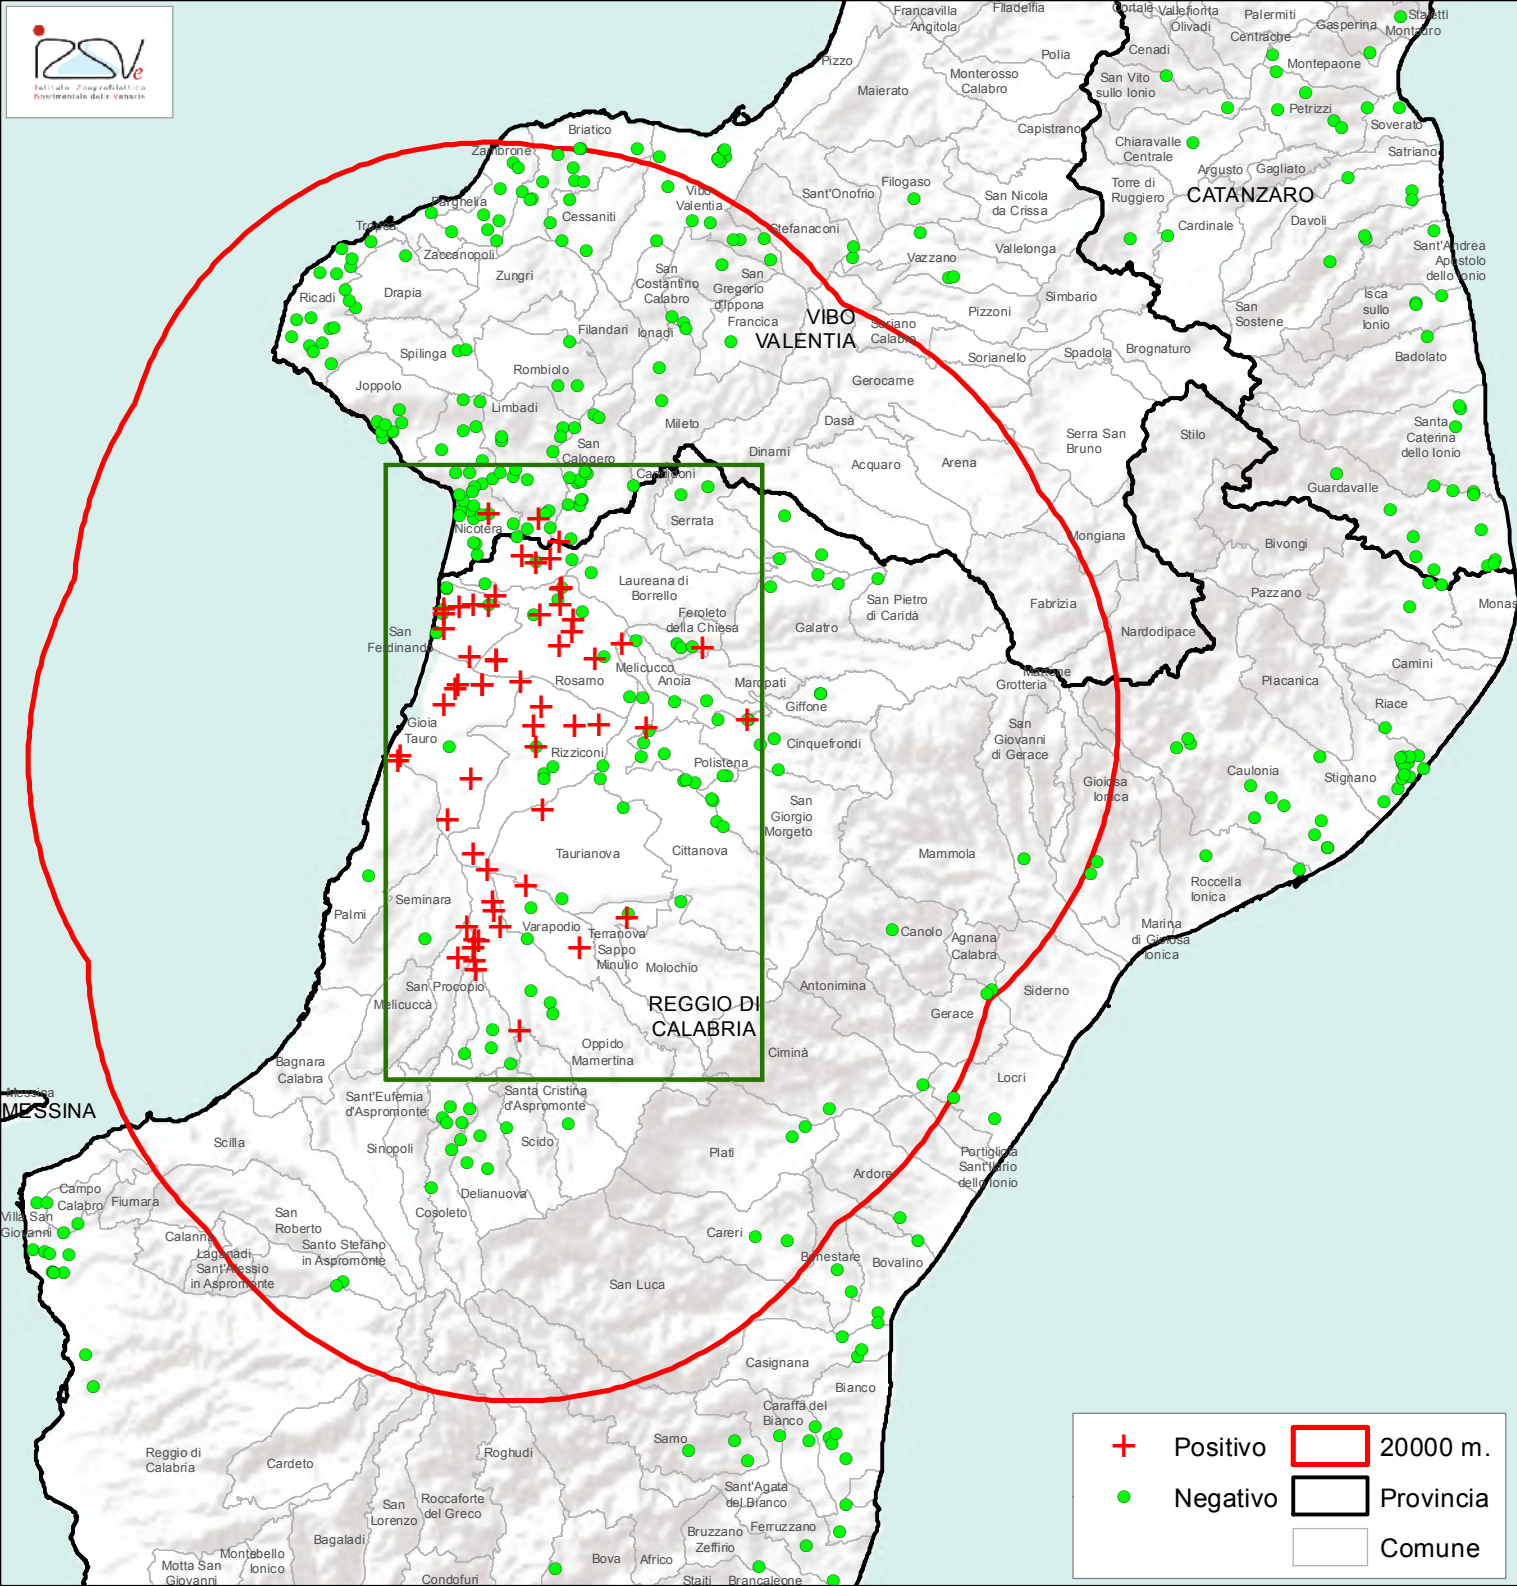 IZSVe
Istituto Zooprofilattico
Sperimentale delle Venezie
Francavilla
Angitola
Filadelfia
Cortale
Vallefiorita
Olivadi
Palermiti
Centrache
Gasperina
Stalettì
Montauro
Pizzo
Polia
Cenadi
Montepaone
Maierato
Monterosso
Calabro
San Vito
sullo Ionio
Petrizzi
Soverato
Briatico
Capistrano
Chiaravalle
Centrale
Satriano
Zambrone
Argusto
Gagliato
Parghelia
Vibo
Valentia
Sant'Onofrio
Filogaso
San Nicola
da Crissa
Torre di
Ruggiero
CATANZARO
Tropea
Cessaniti
Stefanaconi
Cardinale
Davoli
Zaccanopoli
Vallelonga
Sant'Andrea
Apostolo
dello Ionio
Zungri
San
Costantino
Calabro
San
Gregorio
d'Ippona
Vazzano
Ricadi
Drapia
Simbario
Isca
sullo
Ionio
San
Sostene
Filandari
Ionadi
Francica
VIBO
VALENTIA
Soriano
Calabro
Pizzoni
Spilinga
Sorianello
Spadola
Brognaturo
Badolato
Joppolo
Rombiolo
Gerocarne
Limbadi
Mileto
Dasà
Serra San
Bruno
Stilo
Santa
Caterina
dello Ionio
San
Calogero
Dinami
Acquaro
Arena
Candidoni
Guardavalle
Nicotera
Serrata
Mongiana
Bivongi
Laureana di
Borrello
Pazzano
San Pietro
di Caridà
Fabrizia
Monas
San
Ferdinando
Feroleto
della Chiesa
Galatro
Nardodipace
Rosarno
Melicucco
Anoia
Maropati
Martone
Grotteria
Placanica
Camini
Giffone
Riace
Gioia
Tauro
San
Giovanni
di Gerace
Rizziconi
Cinquefrondi
Polistena
Gioiosa
Ionica
Caulonia
Stignano
San
Giorgio
Morgeto
Taurianova
Cittanova
Mammola
Roccella
Ionica
Seminara
Palmi
Varapodio
Terranova
Sappo
Minulio
Canolo
Agnana
Calabra
Marina
di Gioiosa
Ionica
Molochio
San Procopio
Antonimina
Siderno
Melicuccà
REGGIO DI
CALABRIA
Gerace
Oppido
Mamertina
Ciminà
Bagnara
Calabra
Locri
Messina
MESSINA
Sant'Eufemia
d'Aspromonte
Santa Cristina
d'Aspromonte
Scilla
Sinopoli
Scido
Platì
Portigliola
Sant'Ilario
dello Ionio
Ardore
Campo
Calabro
Fiumara
Delianuova
Cosoleto
Villa San
Giovanni
San
Roberto
Calanna
Careri
Laganadi
Sant'Alessio
in Aspromonte
Santo Stefano
in Aspromonte
Benestare
Bovalino
San Luca
Casignana
Bianco
Caraffa del
Bianco
Samo
Reggio di
Calabria
Cardeto
Roghudi
Sant'Agata
del Bianco
San
Lorenzo
Roccaforte
del Greco
Bruzzano
Zeffirio
Ferruzzano
Bagaladi
Montebello
Ionico
Bova
Africo
Motta San
Giovanni
Condofuri
Staiti
Brancaleone
Positivo
20000 m.
Negativo
Provincia
Comune